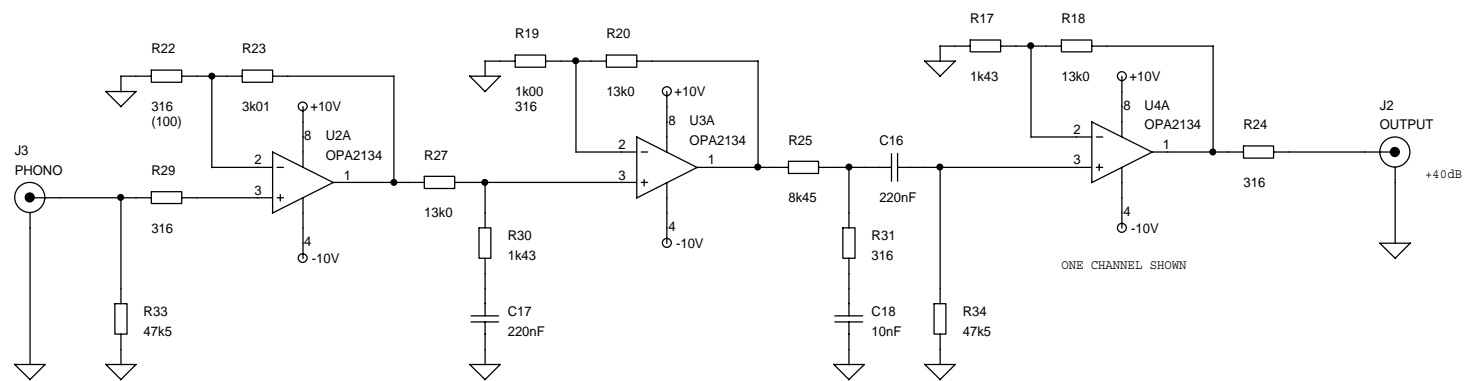 J3
PHONO
R33
47k5
R29
316
R22
316
(100)
R23
3k01
+10V
8
U2A
OPA2134
2
3
1
4
-10V
R27
13k0
R30
1k43
C17
220nF
R19
1k00
316
R20
13k0
+10V
8
U3A
OPA2134
2
3
1
4
-10V
R25
8k45
R31
316
C18
10nF
C16
220nF
R34
47k5
R17
1k43
R18
13k0
+10V
8
U4A
OPA2134
2
3
1
4
-10V
ONE CHANNEL SHOWN
R24
316
J2
OUTPUT
+40dB